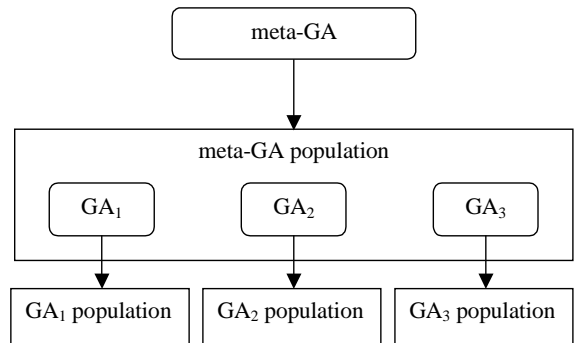 meta-GA
meta-GA population
GA₁
GA₂
GA₃
GA₁ population
GA₂ population
GA₃ population